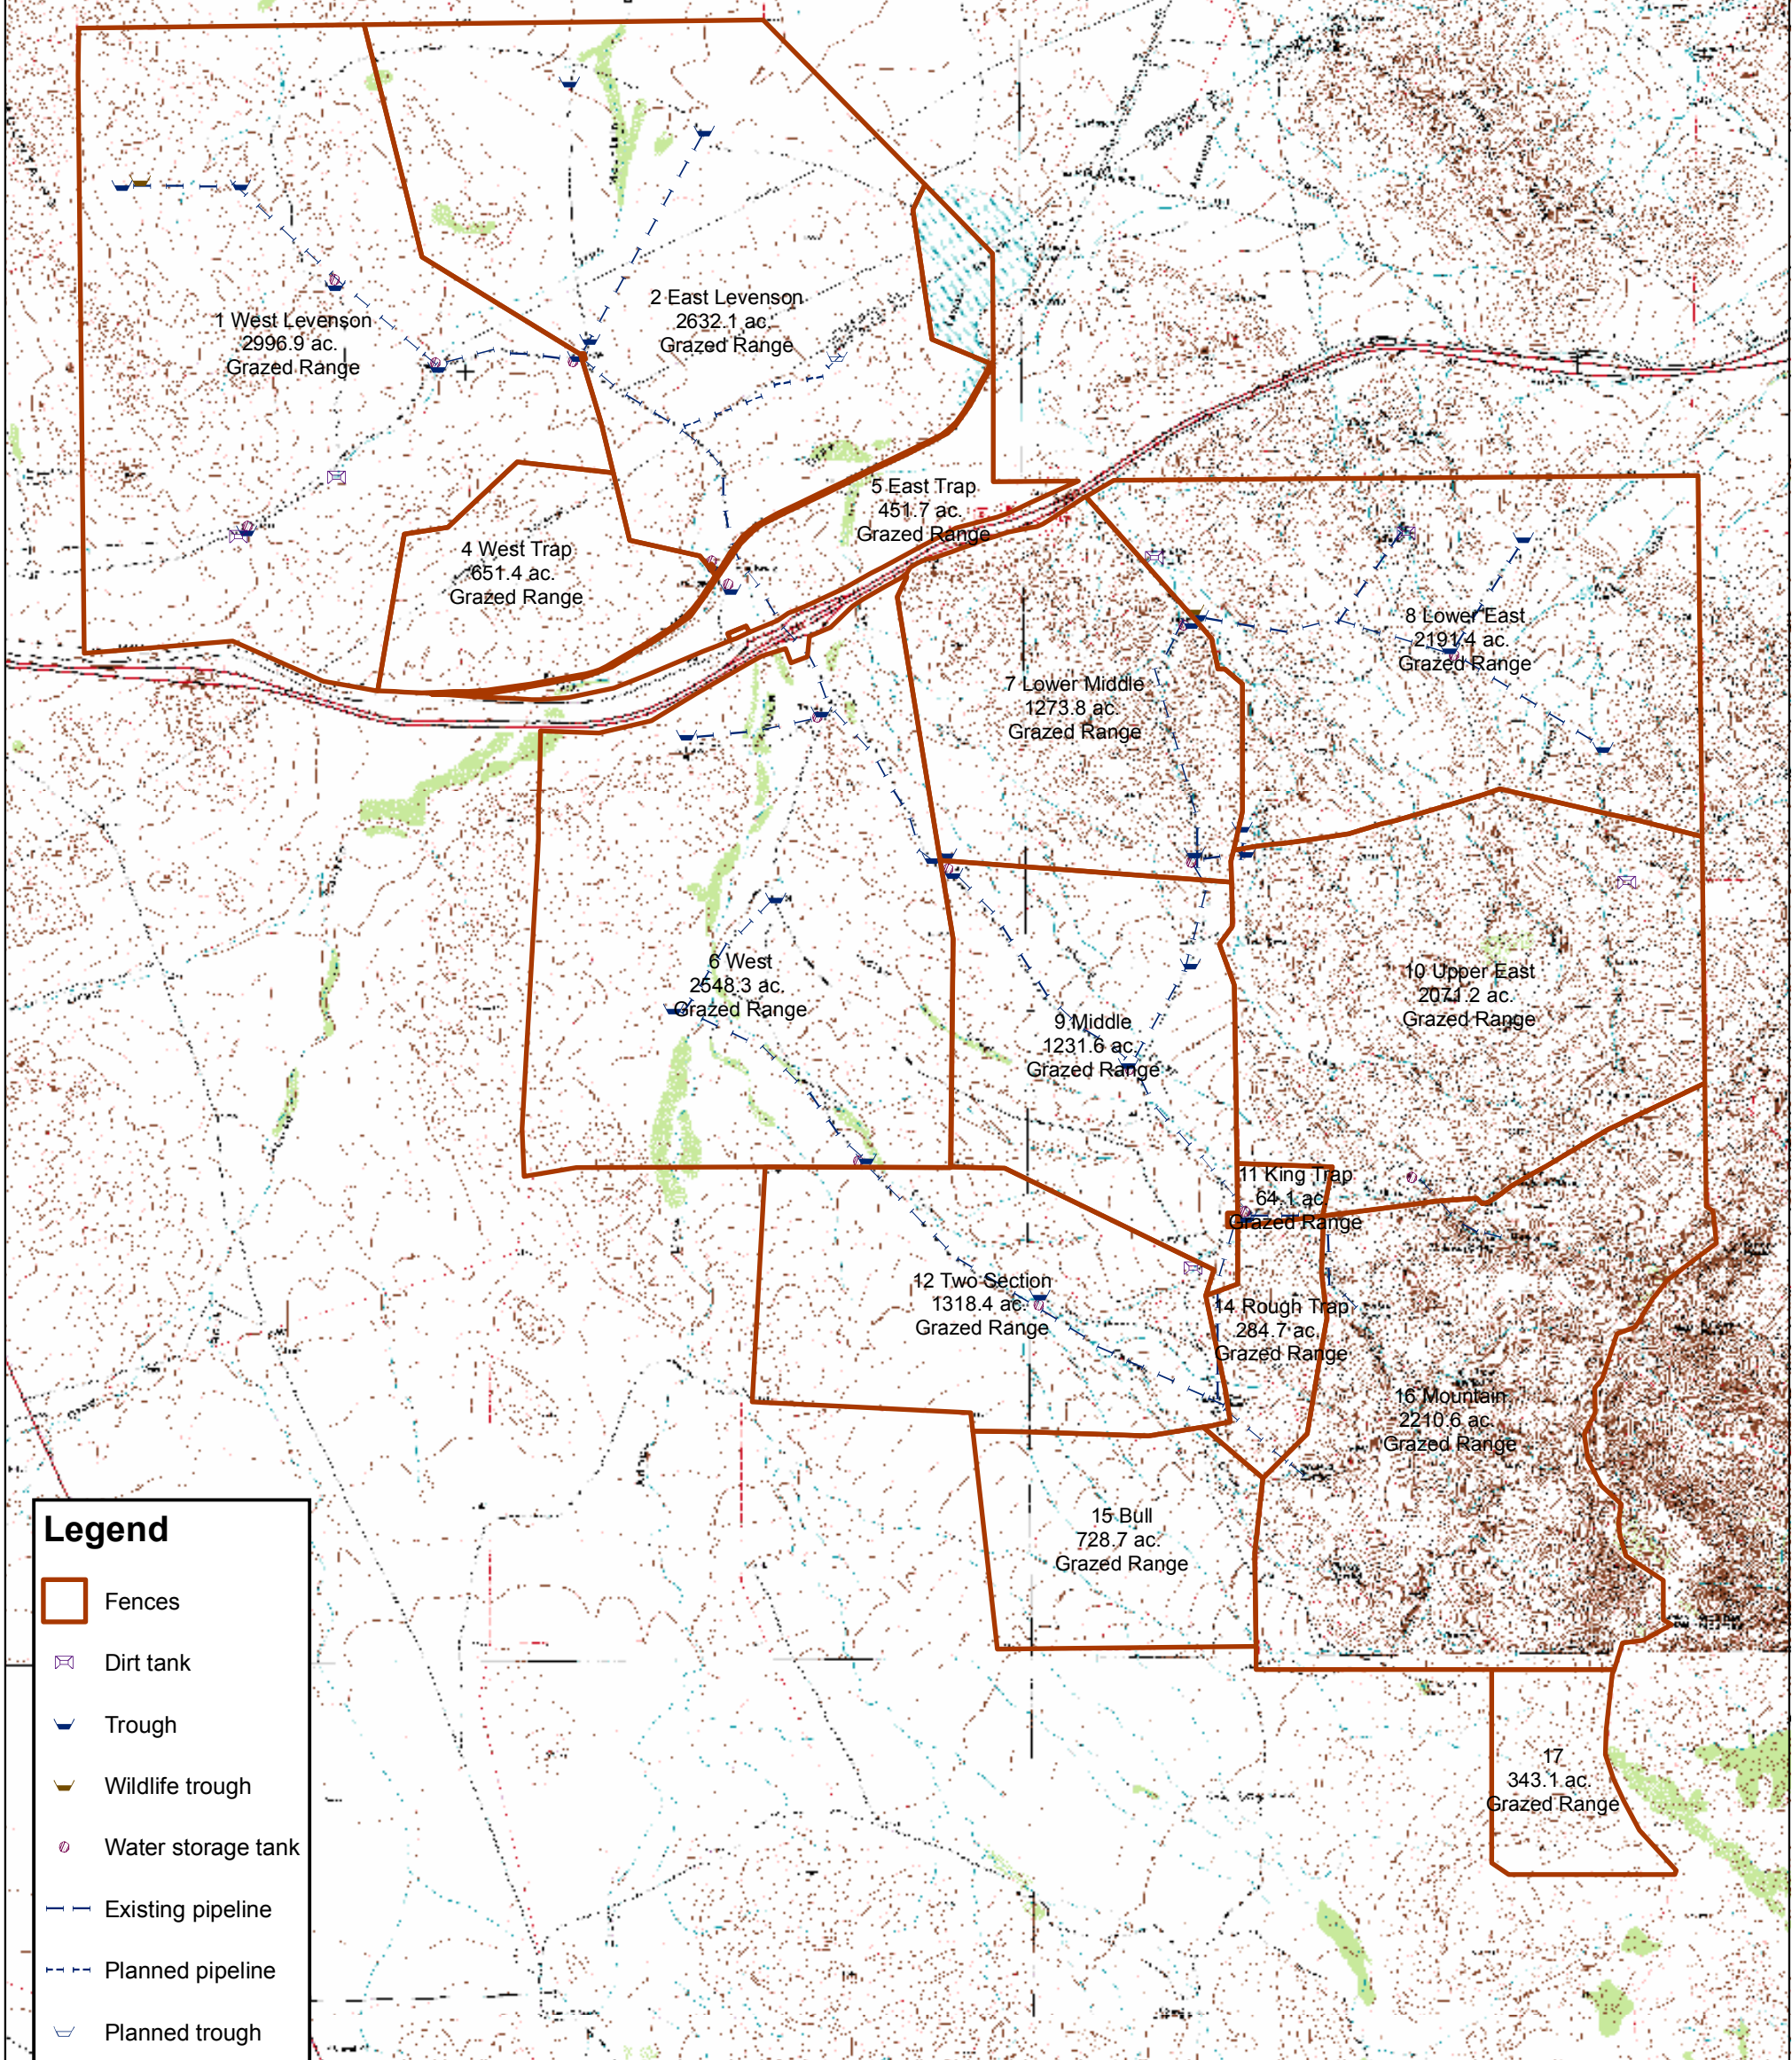 1 West Levenson
2996.9 ac.
Grazed Range
2 East Levenson
2632.1 ac.
Grazed Range
4 West Trap
651.4 ac.
Grazed Range
5 East Trap
451.7 ac.
Grazed Range
7 Lower Middle
1273.8 ac.
Grazed Range
8 Lower East
2191.4 ac.
Grazed Range
6 West
2548.3 ac.
Grazed Range
9 Middle
1231.6 ac.
Grazed Range
10 Upper East
2071.2 ac.
Grazed Range
11 King Trap
64.1 ac.
Grazed Range
12 Two Section
1318.4 ac.
Grazed Range
14 Rough Trap
284.7 ac.
Grazed Range
16 Mountain
2210.6 ac.
Grazed Range
15 Bull
728.7 ac.
Grazed Range
17
343.1 ac.
Grazed Range
Legend
Fences
Dirt tank
Trough
Wildlife trough
Water storage tank
Existing pipeline
Planned pipeline
Planned trough